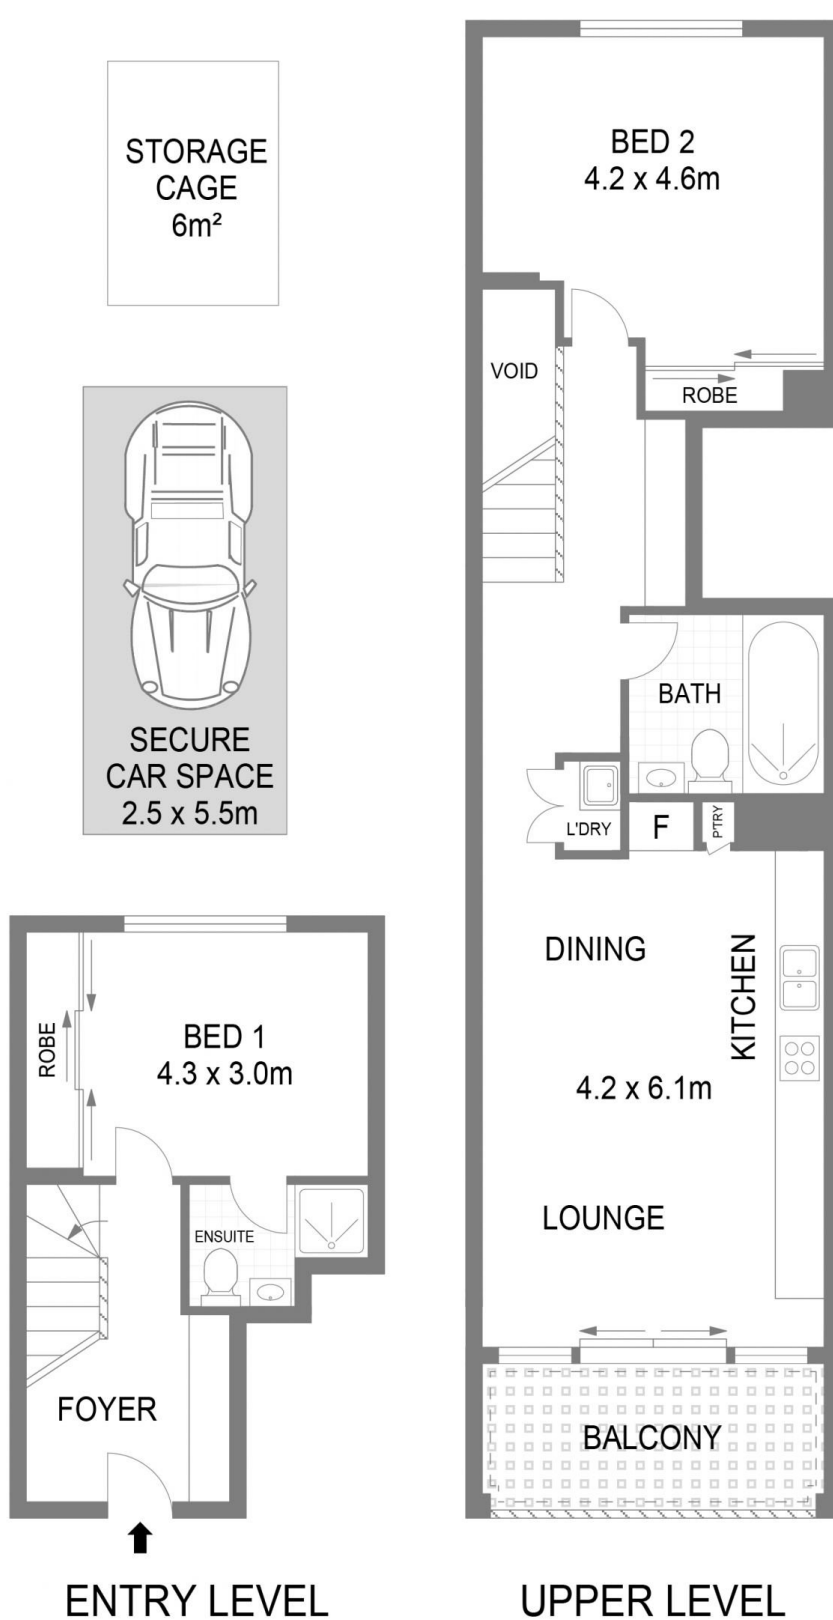 STORAGE
CAGE
6m²
SECURE
CAR SPACE
2.5 x 5.5m
ROBE
BED 1
4.3 x 3.0m
ENSUITE
FOYER
ENTRY LEVEL
BED 2
4.2 x 4.6m
VOID
ROBE
BATH
L'DRY
F
P'TRY
DINING
KITCHEN
4.2 x 6.1m
LOUNGE
BALCONY
UPPER LEVEL